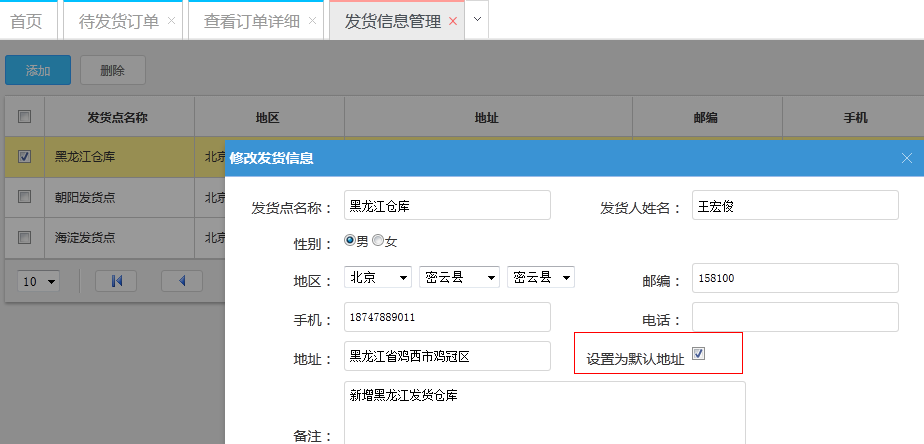 首页 待发货订单 查看订单详细 发货信息管理
添加 删除
发货点名称 地区 地址 邮编 手机
黑龙江仓库 北京
修改发货信息
朝阳发货点 北京
海淀发货点 北京
10
发货点名称： 黑龙江仓库 发货人姓名： 王宏俊
性别： 男 女
地区： 北京 密云县 密云县 邮编： 158100
手机： 18747889011 电话：
地址： 黑龙江省鸡西市鸡冠区 设置为默认地址
备注： 新增黑龙江发货仓库